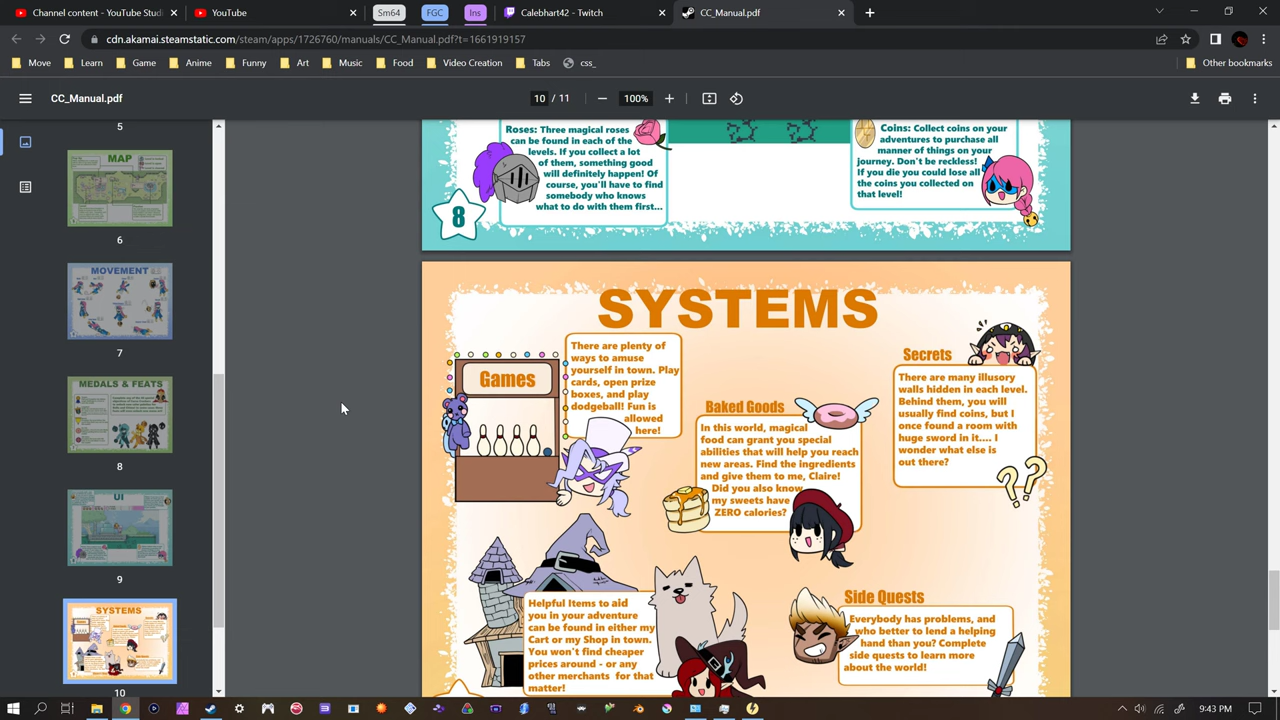 Channel content - YouTube Studio
YouTube
Sm64
FGC
Ins
Calebhart42 - Twitch
CC_Manual.pdf
cdn.akamai.steamstatic.com/steam/apps/1726760/manuals/CC_Manual.pdf?t=1661919157
Move
Learn
Game
Anime
Funny
Art
Music
Food
Video Creation
Tabs
css_
Other bookmarks
CC_Manual.pdf
10 / 11
100%
5
MAP
6
MOVEMENT
7
MEDALS & FEATS
8
UI
9
SYSTEMS
10
Roses: Three magical roses
can be found in each of the
levels. If you collect a lot
of them, something good
will definitely happen! Of
course, you'll have to find
somebody who knows
what to do with them first...
8
Coins: Collect coins on your
adventures to purchase all
manner of things on your
journey. Don't be reckless!
If you die you could lose all
the coins you collected on
that level!
SYSTEMS
Games
There are plenty of
ways to amuse
yourself in town. Play
cards, open prize
boxes, and play
dodgeball! Fun is
allowed
here!
Baked Goods
In this world, magical
food can grant you special
abilities that will help you reach
new areas. Find the ingredients
and give them to me, Claire!
Did you also know
my sweets have
ZERO calories?
Secrets
There are many illusory
walls hidden in each level.
Behind them, you will
usually find coins, but I
once found a room with
huge sword in it.... I
wonder what else is
out there?
??
Helpful Items to aid
you in your adventure
can be found in either my
Cart or my Shop in town.
You won't find cheaper
prices around - or any
other merchants for that
matter!
Side Quests
Everybody has problems, and
who better to lend a helping
hand than you? Complete
side quests to learn more
about the world!
9:43 PM